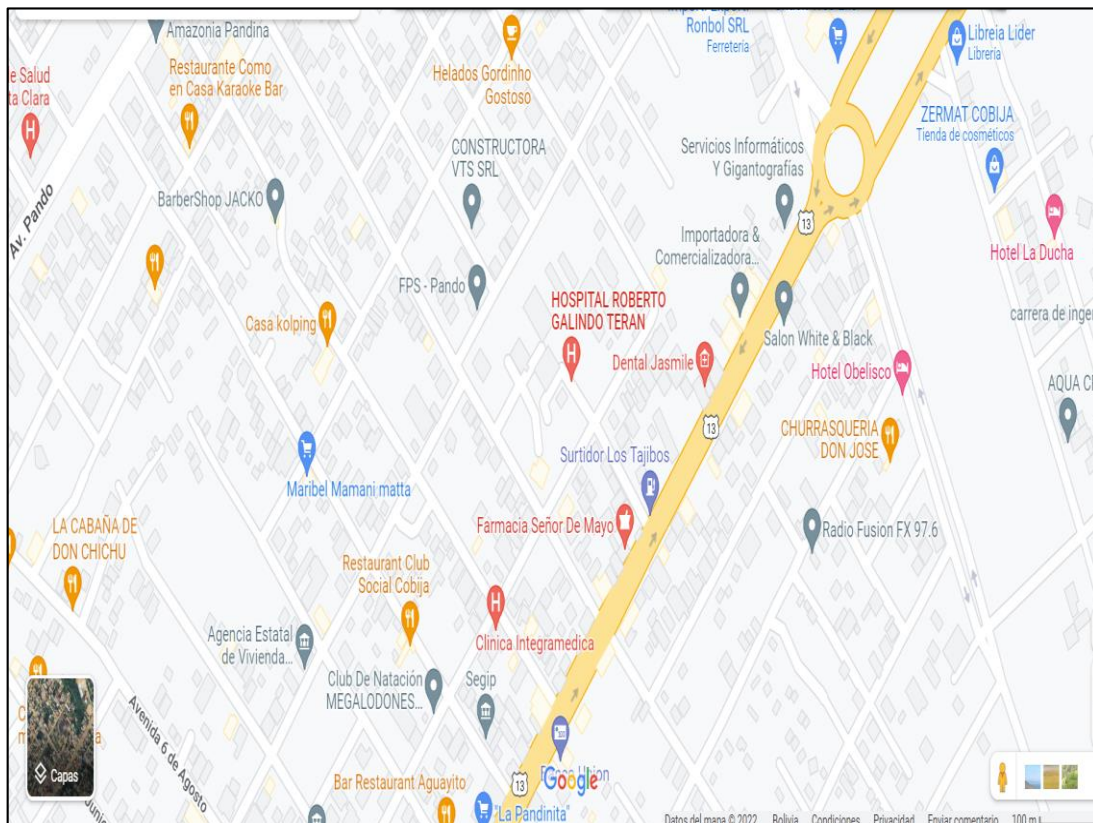 Amazonia Pandina
Ronbol SRL
Ferretería
Libreia Lider
Librería
Restaurante Como
en Casa Karaoke Bar
Helados Gordinho
Gostoso
e Salud
ta Clara
ZERMAT COBIJA
Tienda de cosméticos
CONSTRUCTORA
VTS SRL
Servicios Informáticos
Y Gigantografías
BarberShop JACKO
Av. Pando
13
Importadora &
Comercializadora...
Hotel La Ducha
FPS - Pando
HOSPITAL ROBERTO
GALINDO TERAN
Casa kolping
carrera de inger
Salon White & Black
Dental Jasmile
Hotel Obelisco
AQUA CE
13
CHURRASQUERIA
DON JOSE
Surtidor Los Tajibos
Maribel Mamani matta
LA CABAÑA DE
DON CHICHU
Farmacia Señor De Mayo
Radio Fusion FX 97.6
Restaurant Club
Social Cobija
Agencia Estatal
de Vivienda...
Clinica Integramedica
Club De Natación
MEGALODONES...
Segip
Avenida 6 de Agosto
Capas
Google
Bar Restaurant Aguayito
13
"La Pandinita"
Datos del mapa © 2022 Bolivia Condiciones Privacidad Enviar comentario 100 m